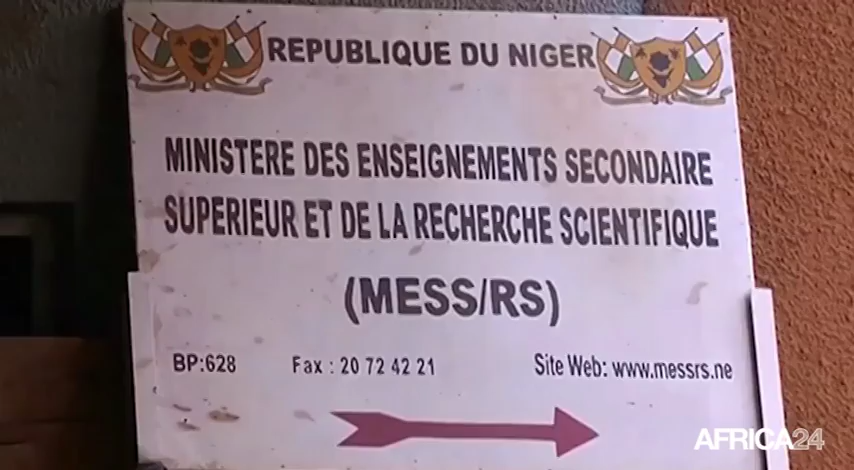 REPUBLIQUE DU NIGER
MINISTERE DES ENSEIGNEMENTS SECONDAIRE
SUPERIEUR ET DE LA RECHERCHE SCIENTIFIQUE
(MESS/RS)
BP:628 Fax : 20 72 42 21 Site Web: www.messrs.ne
AFRICA24